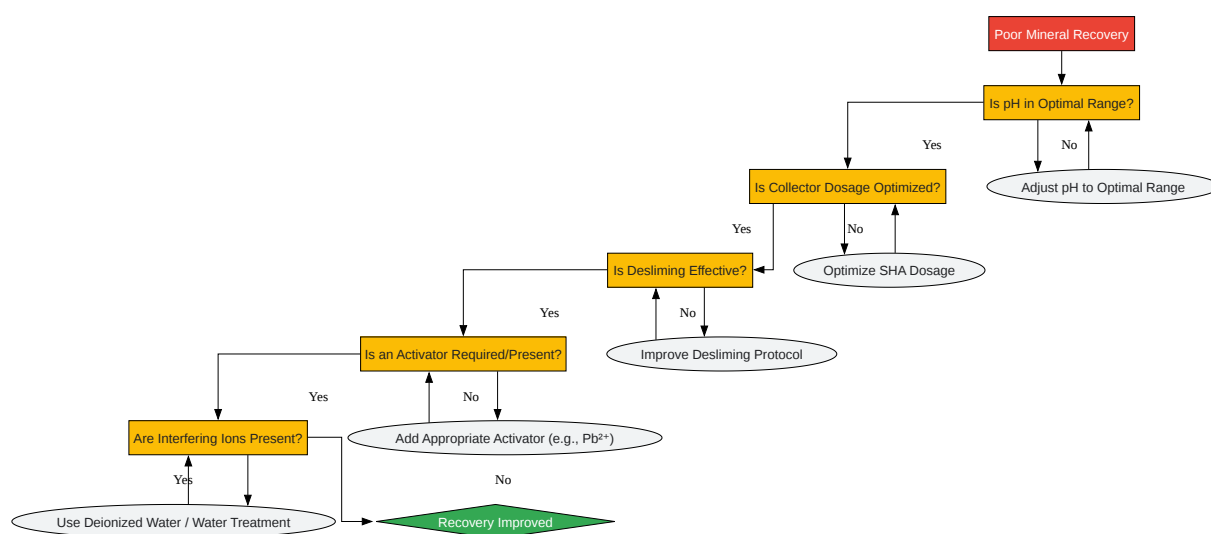 Poor Mineral Recovery
Is pH in Optimal Range?
Yes
No
Is Collector Dosage Optimized?
Adjust pH to Optimal Range
Yes
No
Is Desliming Effective?
Optimize SHA Dosage
Yes
No
Is an Activator Required/Present?
Improve Desliming Protocol
Yes
No
Are Interfering Ions Present?
Add Appropriate Activator (e.g., Pb²⁺)
Yes
No
Use Deionized Water / Water Treatment
Recovery Improved